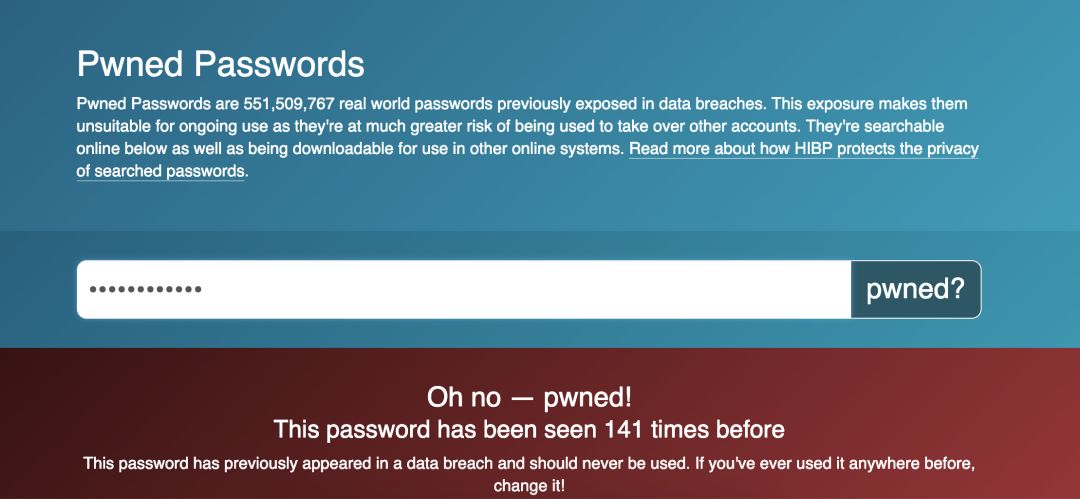 Pwned Passwords
Pwned Passwords are 551,509,767 real world passwords previously exposed in data breaches. This exposure makes them
unsuitable for ongoing use as they're at much greater risk of being used to take over other accounts. They're searchable
online below as well as being downloadable for use in other online systems. Read more about how HIBP protects the privacy
of searched passwords.
•••••••••••• pwned?
Oh no — pwned!
This password has been seen 141 times before
This password has previously appeared in a data breach and should never be used. If you've ever used it anywhere before,
change it!